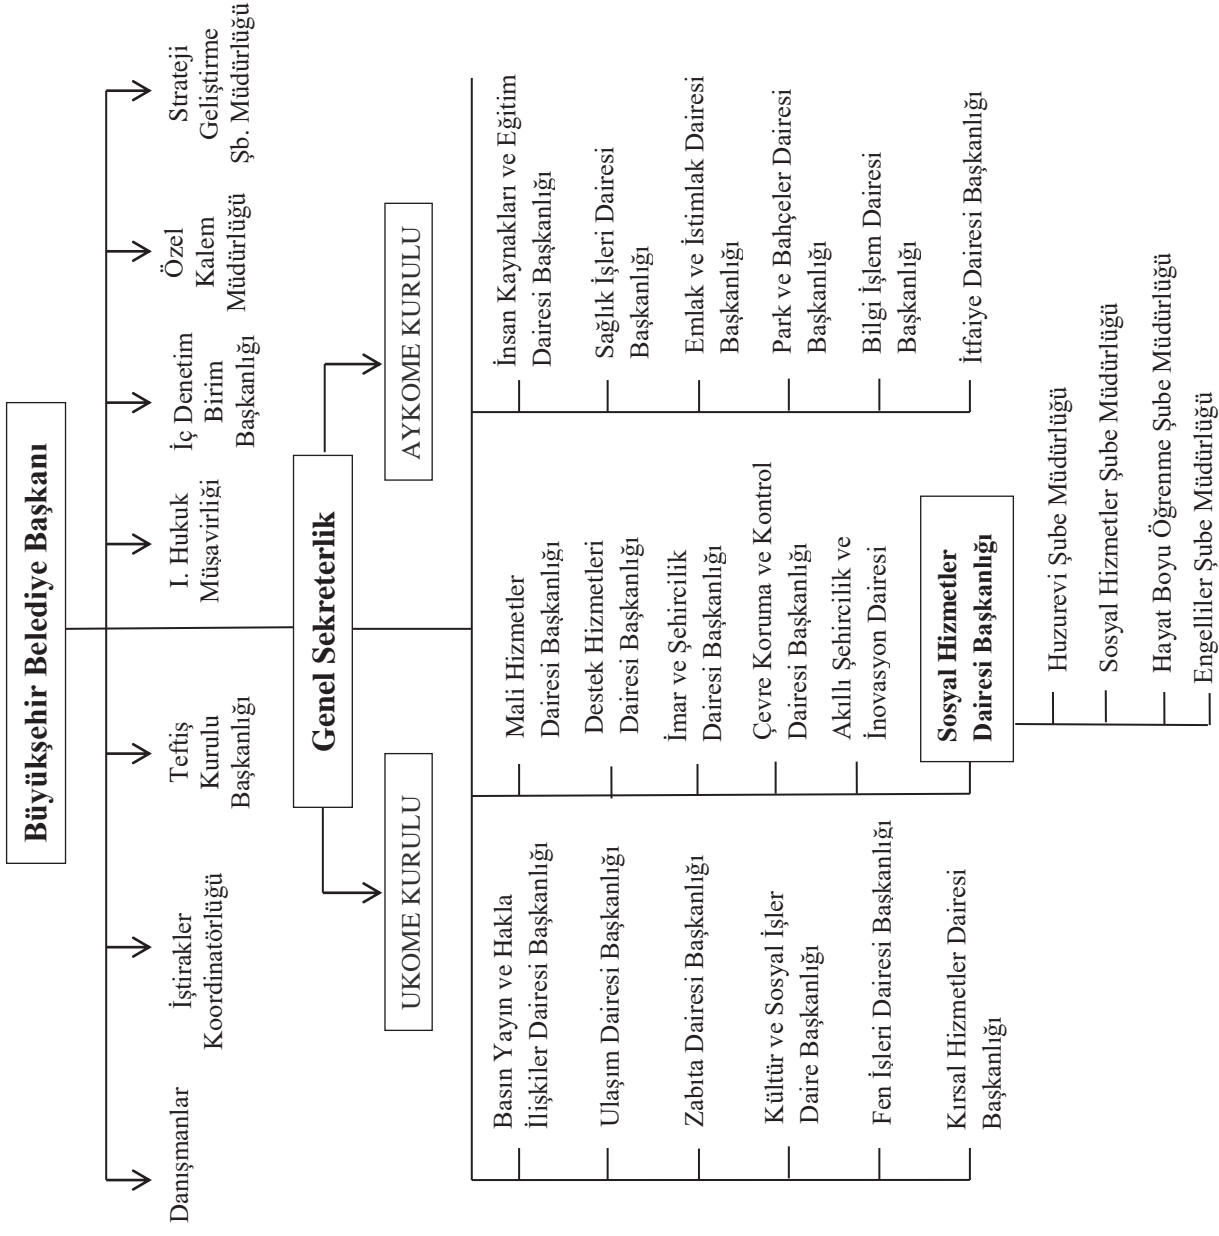 Büyükşehir Belediye Başkanı
Danışmanlar
İştirakler
Koordinatörlüğü
Teftiş
Kurulu
Başkanlığı
I. Hukuk
Müşavirliği
İç Denetim
Birim
Başkanlığı
Özel
Kalem
Müdürlüğü
Strateji
Geliştirme
Şb. Müdürlüğü
Genel Sekreterlik
UKOME KURULU
AYKOME KURULU
Basın Yayın ve Hakla
İlişkiler Dairesi Başkanlığı
Ulaşım Dairesi Başkanlığı
Zabıta Dairesi Başkanlığı
Kültür ve Sosyal İşler
Daire Başkanlığı
Fen İşleri Dairesi Başkanlığı
Kırsal Hizmetler Dairesi
Başkanlığı
Mali Hizmetler
Dairesi Başkanlığı
Destek Hizmetleri
Dairesi Başkanlığı
İmar ve Şehircilik
Dairesi Başkanlığı
Çevre Koruma ve Kontrol
Dairesi Başkanlığı
Akıllı Şehircilik ve
İnovasyon Dairesi
Sosyal Hizmetler
Dairesi Başkanlığı
Huzurevi Şube Müdürlüğü
Sosyal Hizmetler Şube Müdürlüğü
Hayat Boyu Öğrenme Şube Müdürlüğü
Engelliler Şube Müdürlüğü
İnsan Kaynakları ve Eğitim
Dairesi Başkanlığı
Sağlık İşleri Dairesi
Başkanlığı
Emlak ve İstimlak Dairesi
Başkanlığı
Park ve Bahçeler Dairesi
Başkanlığı
Bilgi İşlem Dairesi
Başkanlığı
İtfaiye Dairesi Başkanlığı